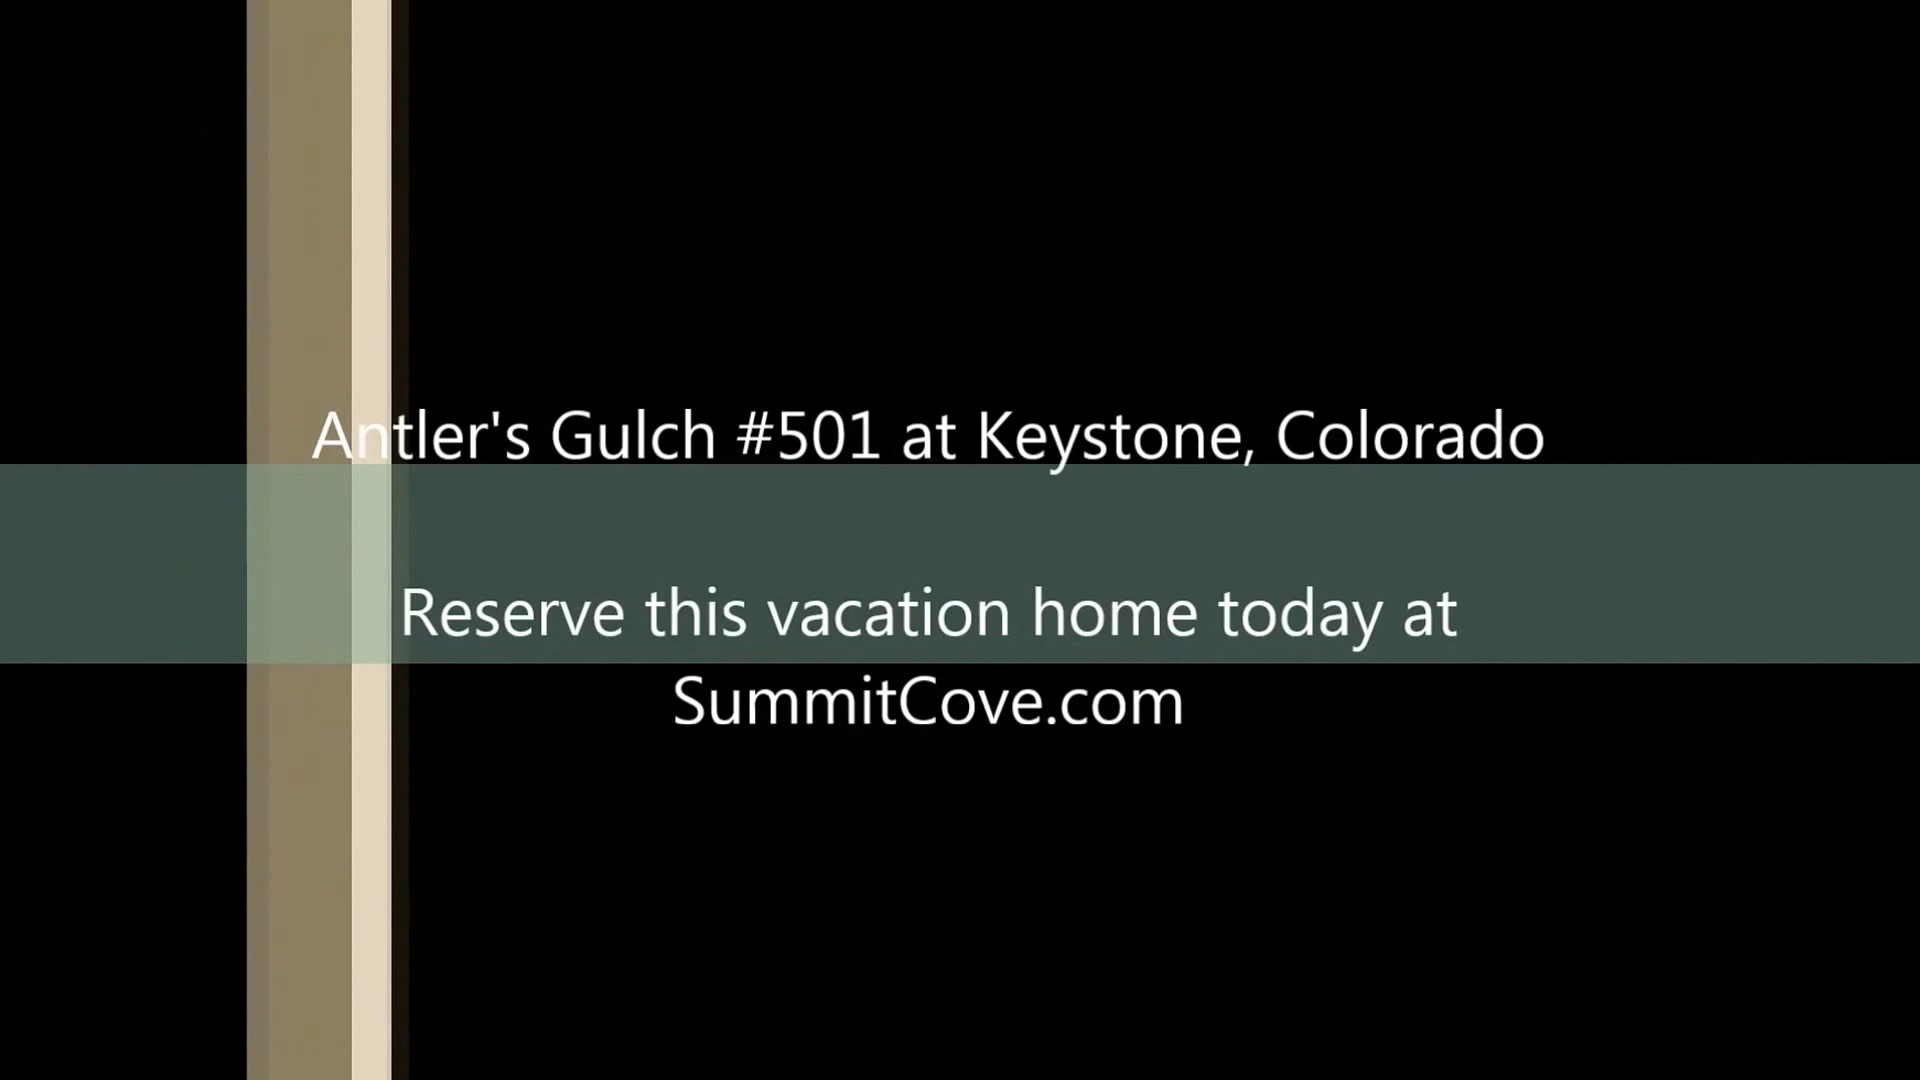 Antler's Gulch #501 at Keystone, Colorado
Reserve this vacation home today at
SummitCove.com